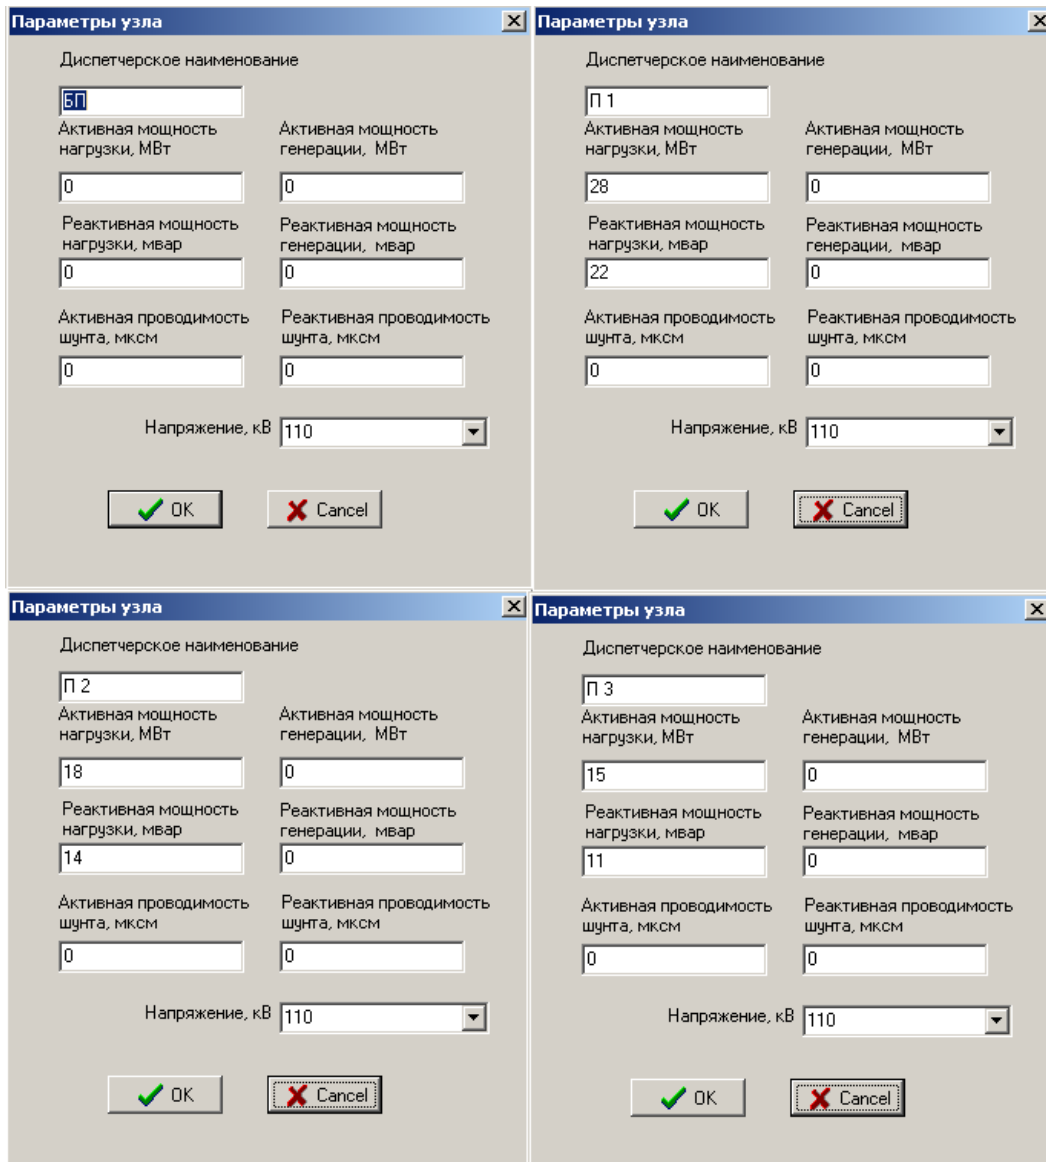 Параметры узла
Диспетчерское наименование
БП
Активная мощность
нагрузки, МВт
Активная мощность
генерации, МВт
0
0
Реактивная мощность
нагрузки, мвар
Реактивная мощность
генерации, мвар
0
0
Активная проводимость
шунта, мксм
Реактивная проводимость
шунта, мксм
0
0
Напряжение, кВ
110
OK
Cancel
Параметры узла
Диспетчерское наименование
П 1
Активная мощность
нагрузки, МВт
Активная мощность
генерации, МВт
28
0
Реактивная мощность
нагрузки, мвар
Реактивная мощность
генерации, мвар
22
0
Активная проводимость
шунта, мксм
Реактивная проводимость
шунта, мксм
0
0
Напряжение, кВ
110
OK
Cancel
Параметры узла
Диспетчерское наименование
П 2
Активная мощность
нагрузки, МВт
Активная мощность
генерации, МВт
18
0
Реактивная мощность
нагрузки, мвар
Реактивная мощность
генерации, мвар
14
0
Активная проводимость
шунта, мксм
Реактивная проводимость
шунта, мксм
0
0
Напряжение, кВ
110
OK
Cancel
Параметры узла
Диспетчерское наименование
П 3
Активная мощность
нагрузки, МВт
Активная мощность
генерации, МВт
15
0
Реактивная мощность
нагрузки, мвар
Реактивная мощность
генерации, мвар
11
0
Активная проводимость
шунта, мксм
Реактивная проводимость
шунта, мксм
0
0
Напряжение, кВ
110
OK
Cancel